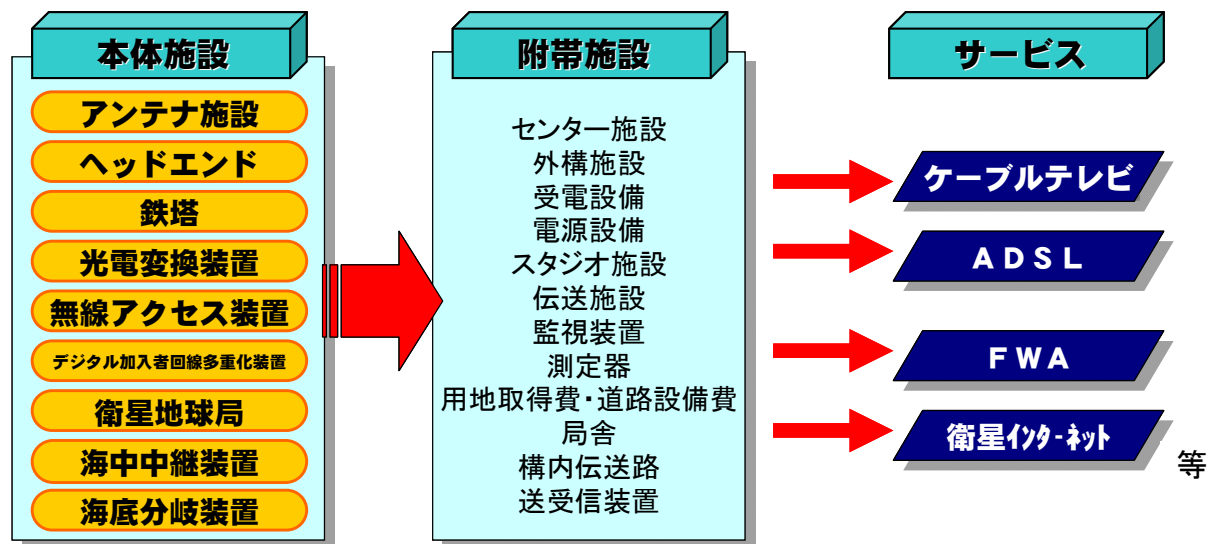 本体施設
アンテナ施設
ヘッドエンド
鉄塔
光電変換装置
無線アクセス装置
デジタル加入者回線多重化装置
衛星地球局
海中中継装置
海底分岐装置
附帯施設
センター施設
外構施設
受電設備
電源設備
スタジオ施設
伝送施設
監視装置
測定器
用地取得費・道路設備費
局舎
構内伝送路
送受信装置
サービス
ケーブルテレビ
ADSL
FWA
衛星ｲﾝﾀｰﾈｯﾄ
等